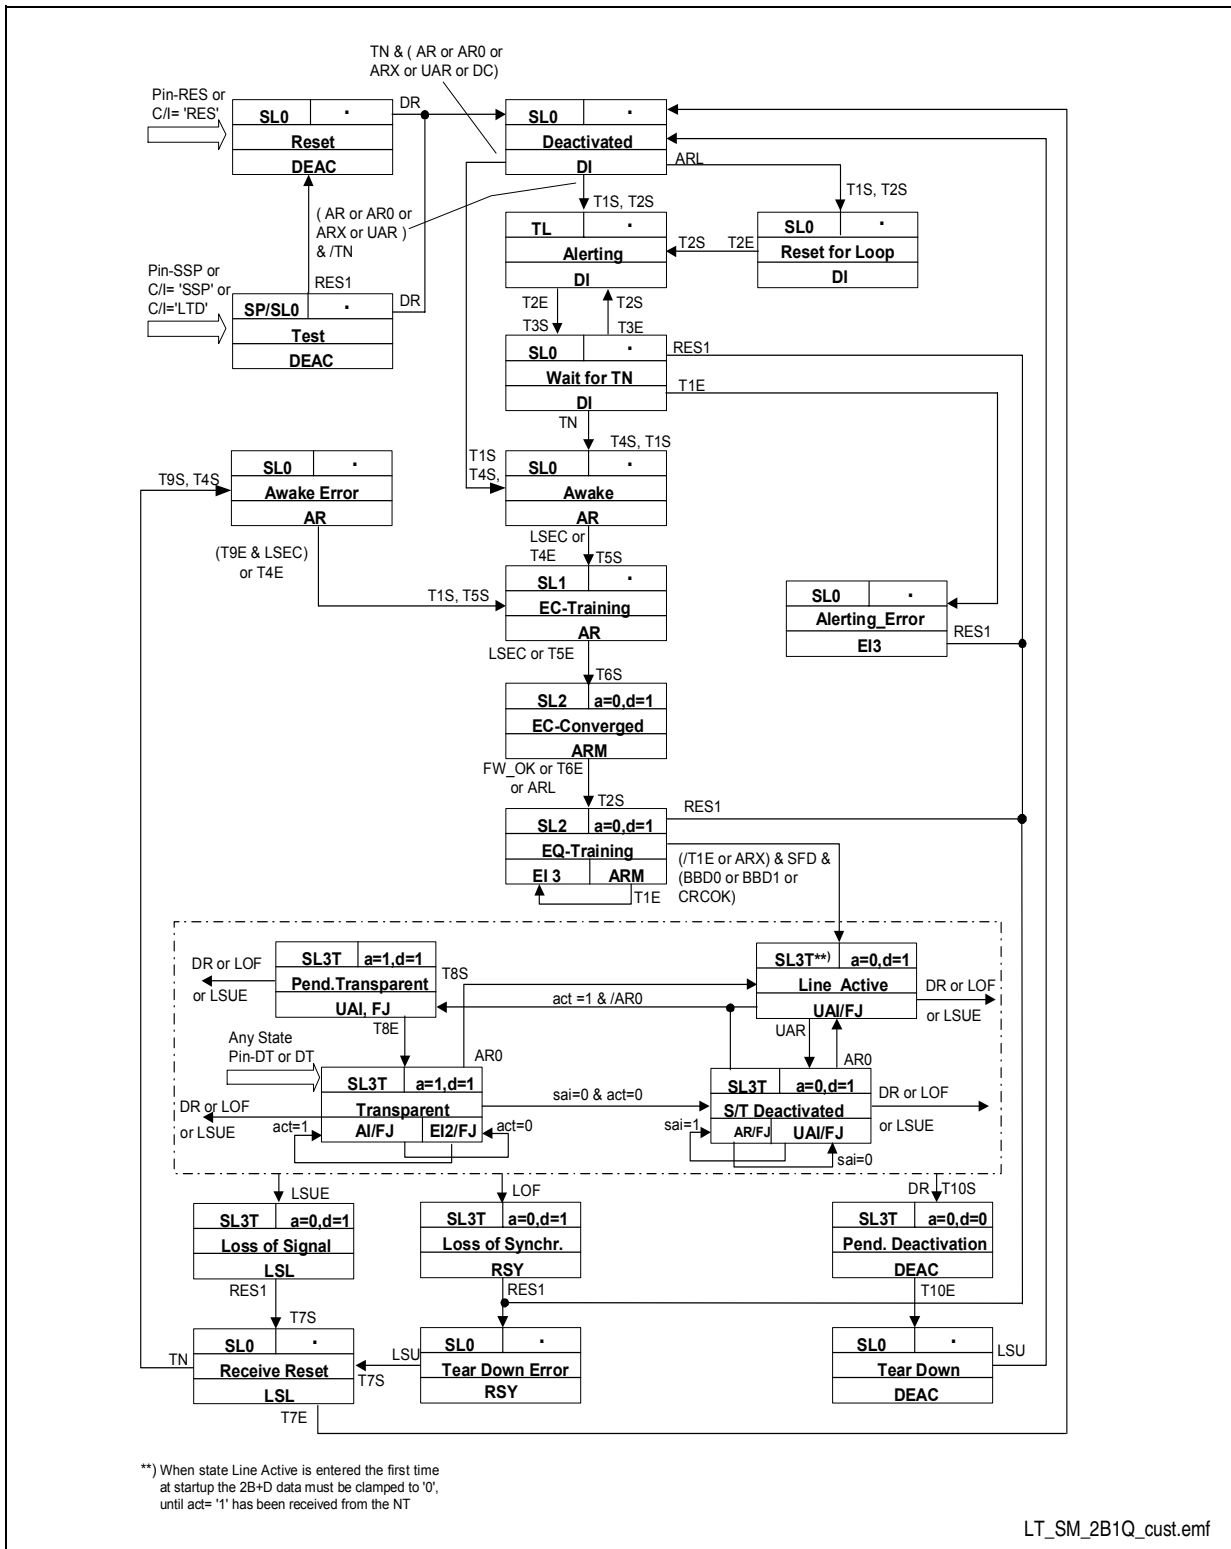 TN & ( AR or AR0 or
ARX or UAR or DC)
Pin-RES or
C/I= 'RES'
SL0 .
Reset
DEAC
DR
SL0 .
Deactivated
DI
ARL
T1S, T2S
T1S, T2S
( AR or AR0 or
ARX or UAR )
& /TN
TL .
Alerting
DI
T2S T2E
SL0 .
Reset for Loop
DI
Pin-SSP or
C/I= 'SSP' or
C/I='LTD'
RES1
SP/SL0 .
Test
DEAC
DR
T2E
T3S
T2S
T3E
SL0 .
Wait for TN
DI
RES1
T1E
TN
T4S, T1S
T1S
T4S,
SL0 .
Awake
AR
T9S, T4S
SL0 .
Awake Error
AR
LSEC or
T4E
T5S
(T9E & LSEC)
or T4E
T1S, T5S
SL1 .
EC-Training
AR
SL0 .
Alerting_Error
EI3
RES1
LSEC or T5E
T6S
SL2 a=0,d=1
EC-Converged
ARM
FW_OK or T6E
or ARL
T2S
SL2 a=0,d=1
EQ-Training
EI 3 ARM
RES1
T1E
(/T1E or ARX) & SFD &
(BBD0 or BBD1 or
CRCOK)
DR or LOF
or LSUE
SL3T a=1,d=1
Pend.Transparent
UAI, FJ
T8S
act =1 & /AR0
SL3T**) a=0,d=1
Line Active
UAI/FJ
DR or LOF
or LSUE
T8E
UAR
AR0
AR0
Any State
Pin-DT or DT
SL3T a=1,d=1
Transparent
AI/FJ EI2/FJ
DR or LOF
or LSUE
act=1
act=0
sai=0 & act=0
SL3T a=0,d=1
S/T Deactivated
AR/FJ UAI/FJ
sai=1
sai=0
DR or LOF
or LSUE
LSUE
LOF
DR
T10S
SL3T a=0,d=1
Loss of Signal
LSL
SL3T a=0,d=1
Loss of Synchr.
RSY
SL3T a=0,d=0
Pend. Deactivation
DEAC
RES1
T7S
RES1
T10E
TN
SL0 .
Receive Reset
LSL
LSU
T7S
SL0 .
Tear Down Error
RSY
SL0 .
Tear Down
DEAC
LSU
T7E
**) When state Line Active is entered the first time
at startup the 2B+D data must be clamped to '0',
until act= '1' has been received from the NT
LT_SM_2B1Q_cust.emf